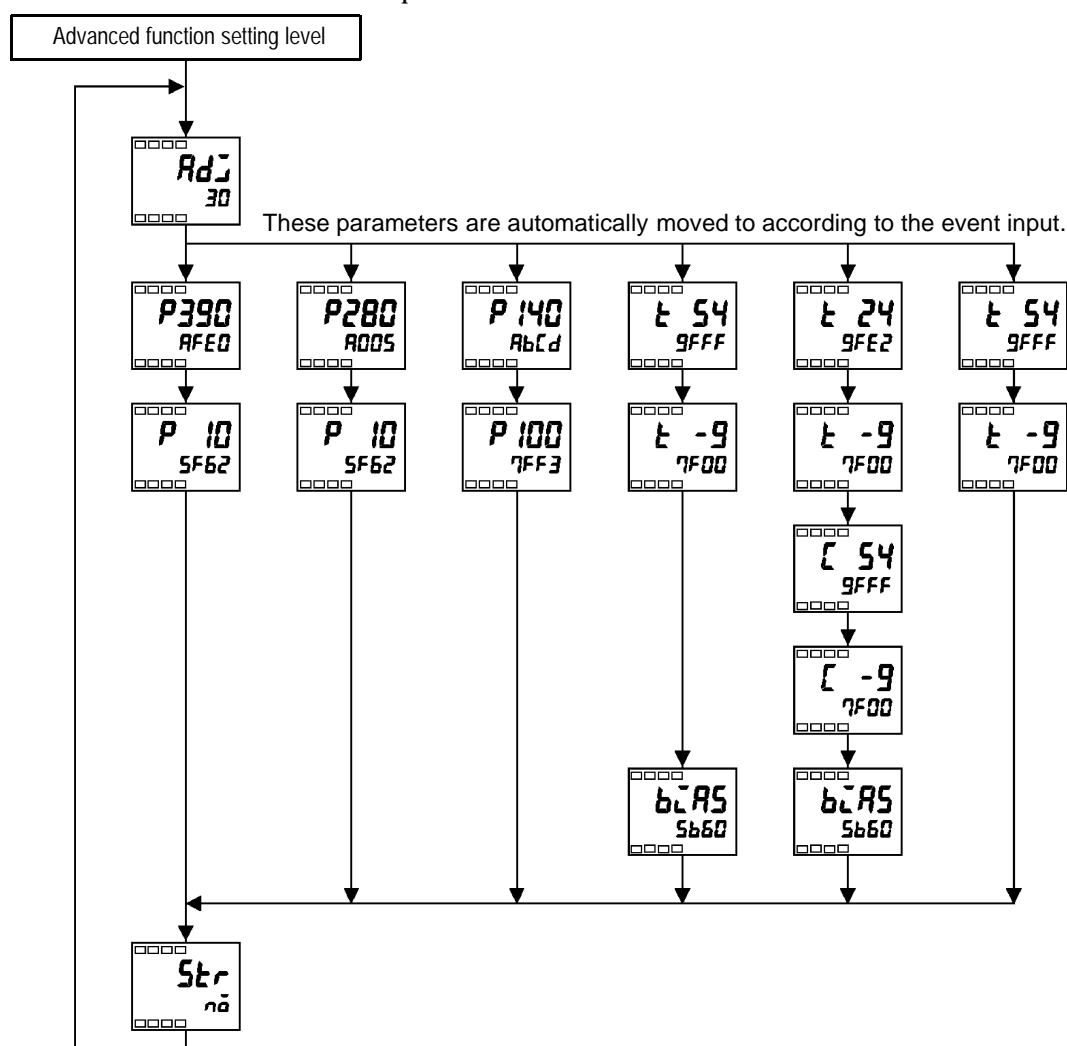 Advanced function setting level
Adj
30
These parameters are automatically moved to according to the event input.
P390
AFE0
P280
A005
P140
AbCd
t 54
9FFF
t 24
9FE2
t 54
9FFF
P 10
5F62
P 10
5F62
P100
7FF3
t -9
7F00
t -9
7F00
t -9
7F00
C 54
9FFF
C -9
7F00
biAS
5b60
biAS
5b60
Str
no